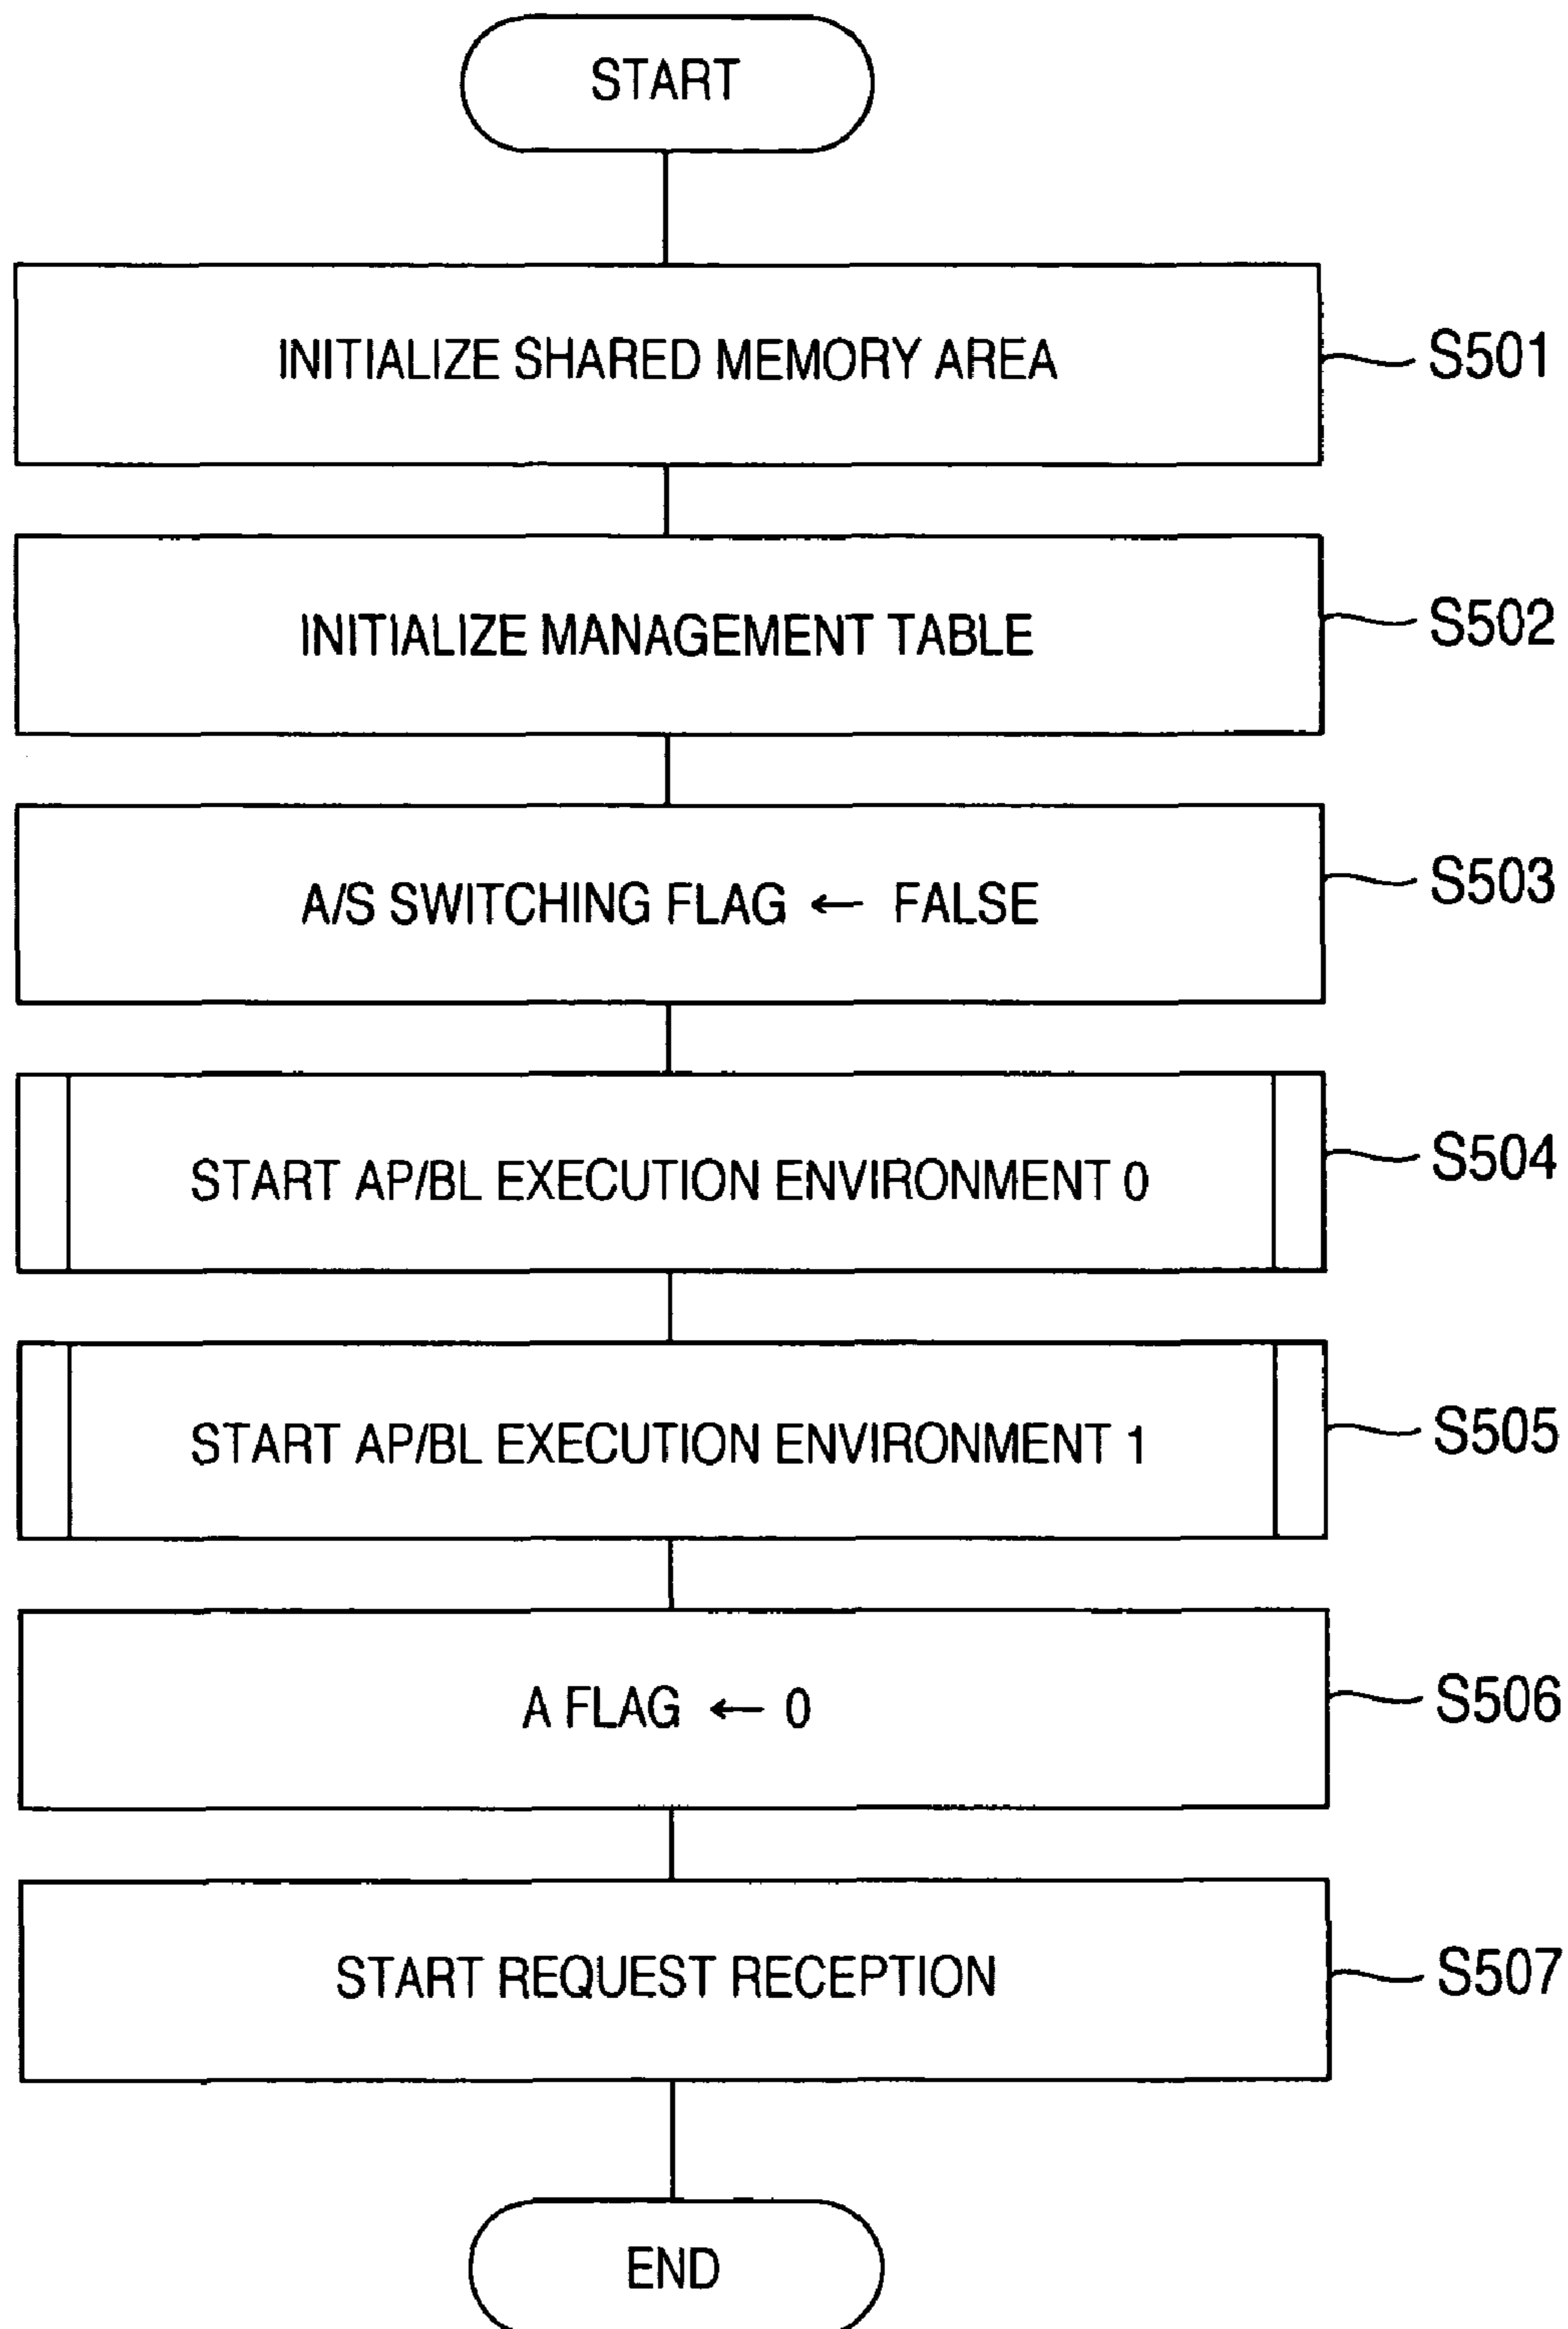 START
INITIALIZE SHARED MEMORY AREA
S501
INITIALIZE MANAGEMENT TABLE
S502
A/S SWITCHING FLAG ← FALSE
S503
START AP/BL EXECUTION ENVIRONMENT 0
S504
START AP/BL EXECUTION ENVIRONMENT 1
S505
A FLAG ← 0
S506
START REQUEST RECEPTION
S507
END